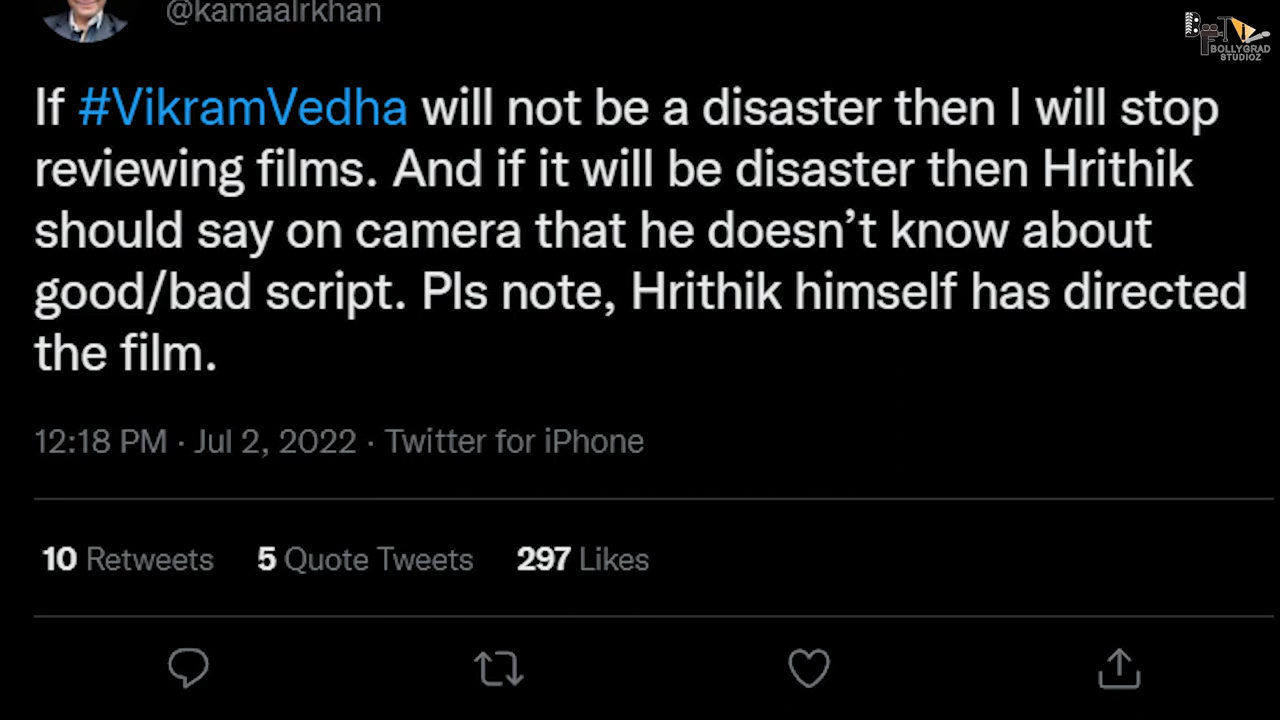 @kamaalrkhan
BOLLYGRAD
STUDIOZ
If #VikramVedha will not be a disaster then I will stop
reviewing films. And if it will be disaster then Hrithik
should say on camera that he doesn’t know about
good/bad script. Pls note, Hrithik himself has directed
the film.
12:18 PM · Jul 2, 2022 · Twitter for iPhone
10 Retweets 5 Quote Tweets 297 Likes